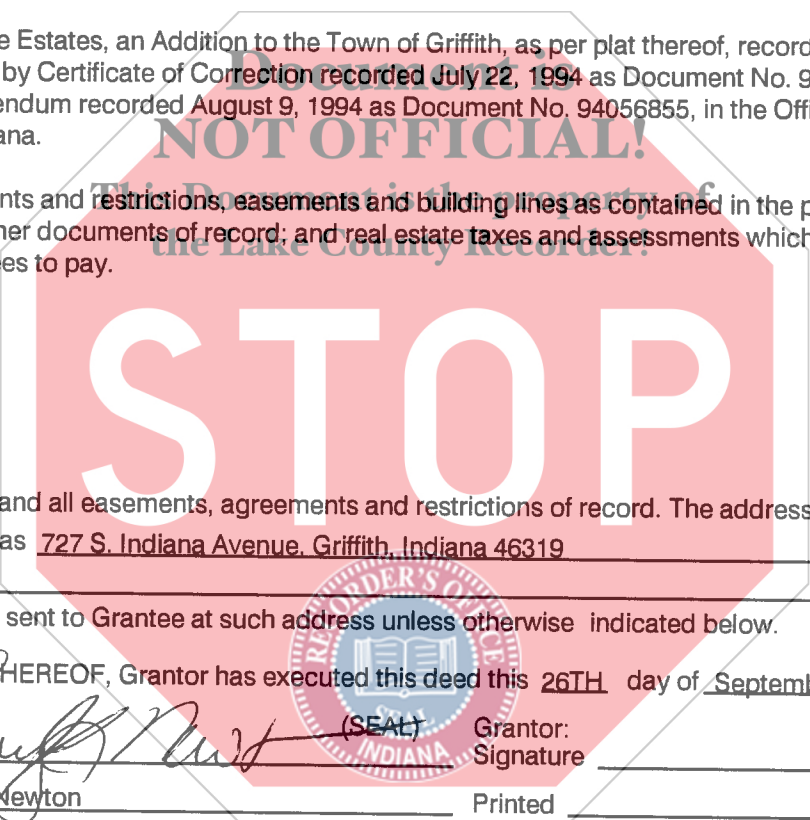 e Estates, an Addition to the Town of Griffith, as per plat thereof, record
Document is
by Certificate of Correction recorded July 22, 1994 as Document No. 9
endum recorded August 9, 1994 as Document No. 94056855, in the Offi
NOT OFFICIAL!
ana.
This Document is the property of
nts and restrictions, easements and building lines as contained in the p
her documents of record; and real estate taxes and assessments which
the Lake County Recorder!
es to pay.
STOP
and all easements, agreements and restrictions of record. The address
as 727 S. Indiana Avenue, Griffith, Indiana 46319
RECORDER'S OFFICE
sent to Grantee at such address unless otherwise indicated below.
HEREOF, Grantor has executed this deed this 26TH day of Septemb
SEAL
(SEAL) Grantor:
INDIANA
Signature
Newton Printed